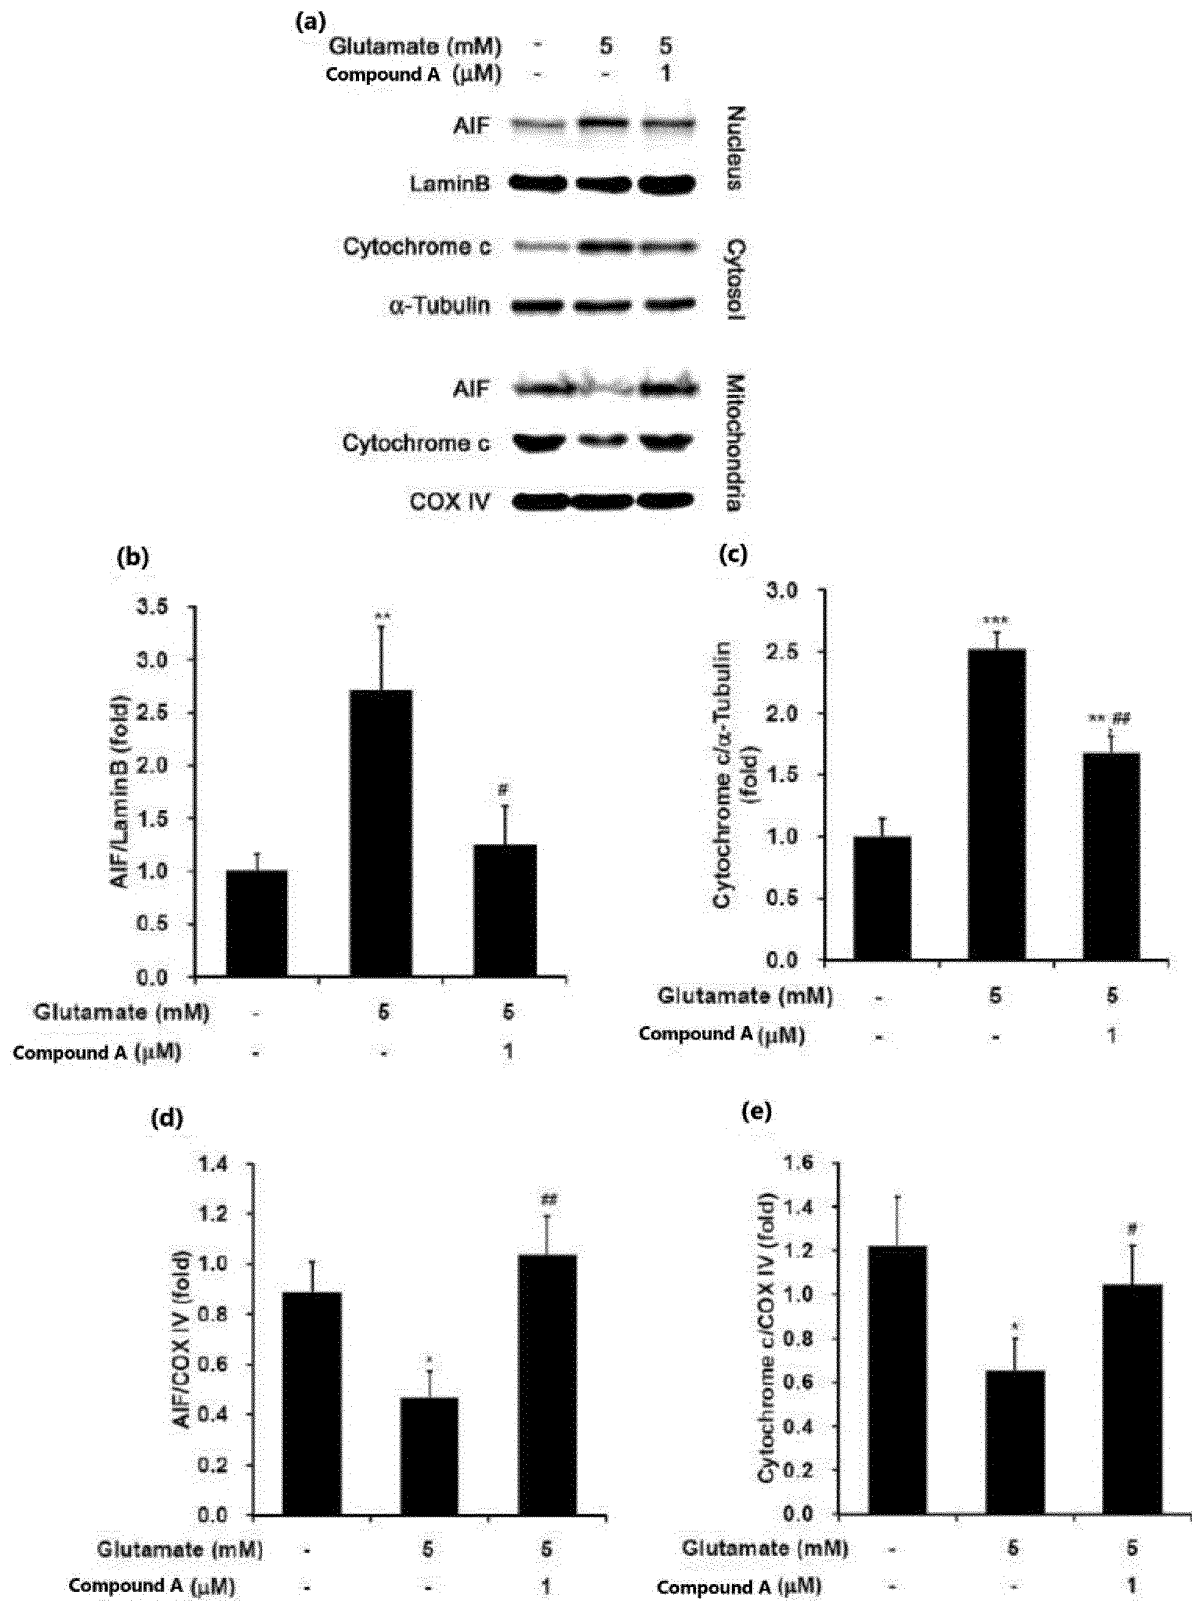 (a)
Glutamate (mM) - 5 5
Compound A (μM) - - 1
AIF
LaminB
Nucleus
Cytochrome c
α-Tubulin
Cytosol
AIF
Cytochrome c
COX IV
Mitochondria
(b)
AIF/LaminB (fold)
3.5
3.0
2.5
2.0
1.5
1.0
0.5
0.0
**
#
Glutamate (mM) - 5 5
Compound A (μM) - - 1
(c)
Cytochrome c/α-Tubulin
(fold)
3.0
2.5
2.0
1.5
1.0
0.5
0.0
***
** ##
Glutamate (mM) - 5 5
Compound A (μM) - - 1
(d)
AIF/COX IV (fold)
1.4
1.2
1.0
0.8
0.6
0.4
0.2
0.0
*
##
Glutamate (mM) - 5 5
Compound A (μM) - - 1
(e)
Cytochrome c/COX IV (fold)
1.6
1.4
1.2
1.0
0.8
0.6
0.4
0.2
0.0
*
#
Glutamate (mM) - 5 5
Compound A (μM) - - 1